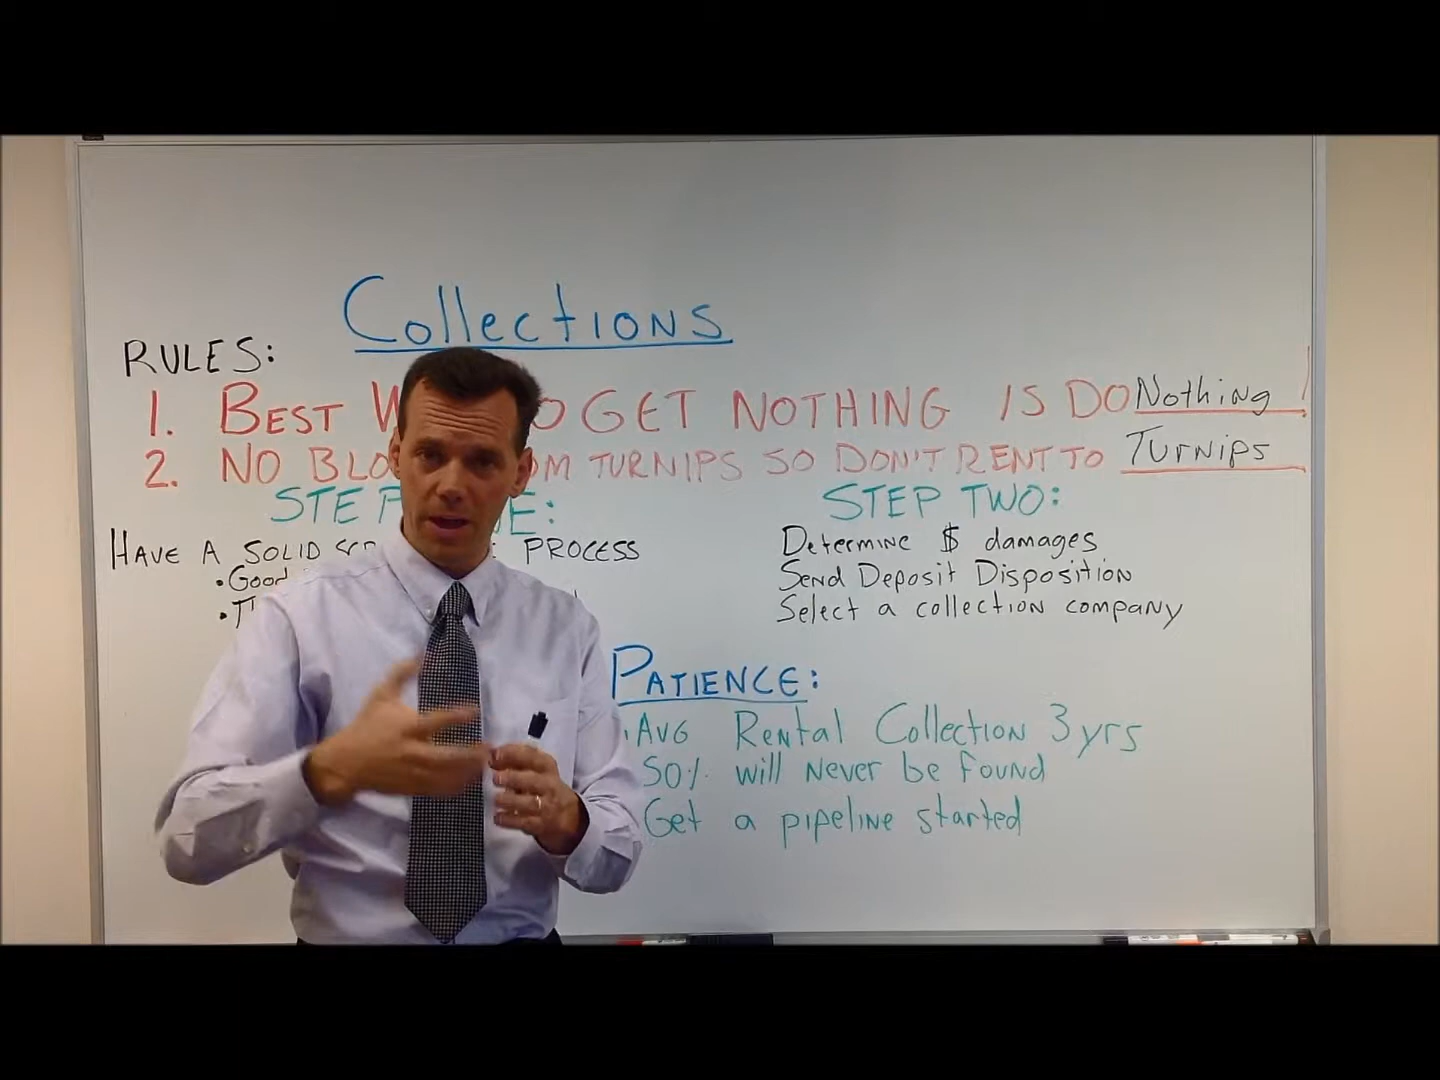 Collections
RULES:
1. BEST TO GET NOTHING IS DO Nothing !
2. NO TURNIPS SO DON'T RENT TO Turnips
STEP
HAVE A SOLID PROCESS
• Good
•
STEP TWO:
Determine $ damages
Send Deposit Disposition
Select a collection company
PATIENCE:
Avg Rental Collection 3 yrs
50% will never be found
Get a pipeline started